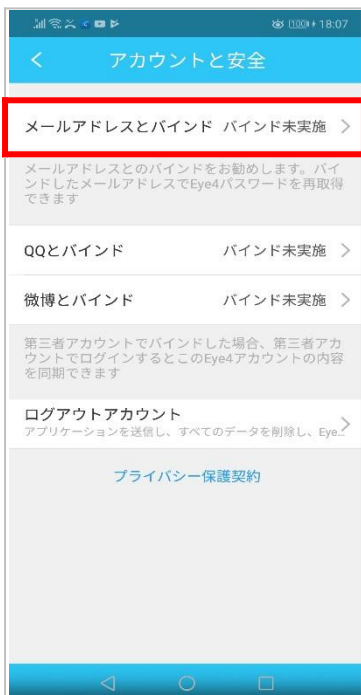 100 18:07
アカウントと安全
メールアドレスとバインド バインド未実施
メールアドレスとのバインドをお勧めします。バイ
ンドしたメールアドレスでEye4パスワードを再取得
できます
QQとバインド バインド未実施
微博とバインド バインド未実施
第三者アカウントでバインドした場合、第三者アカ
ウントでログインするとこのEye4アカウントの内容
を同期できます
ログアウトアカウント
アプリケーションを送信し、すべてのデータを削除し、Eye...
プライバシー保護契約